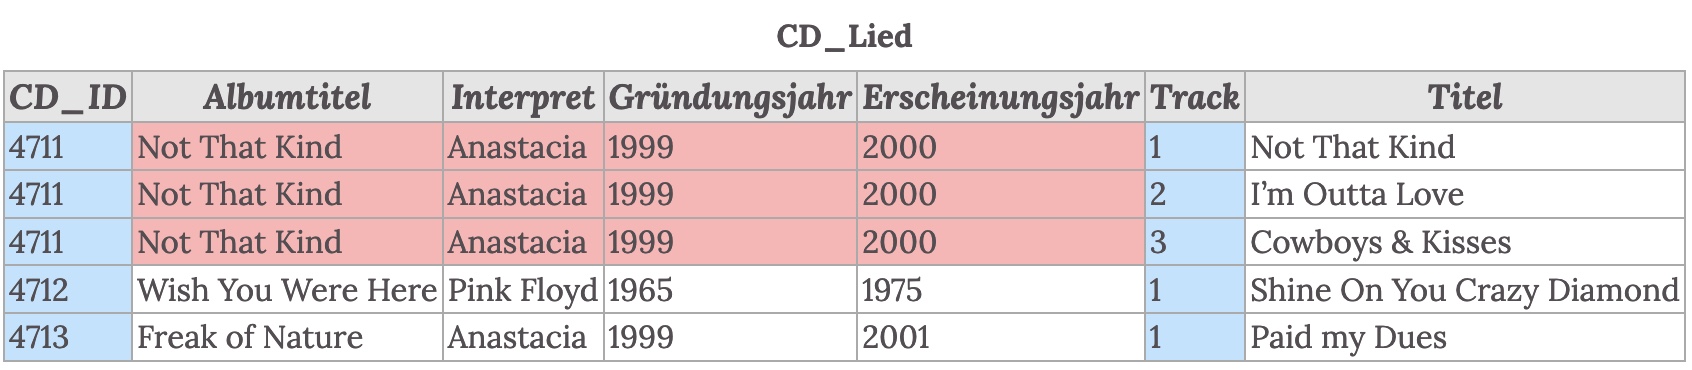 CD_Lied
CD_ID Albumtitel Interpret Gründungsjahr Erscheinungsjahr Track Titel
4711 Not That Kind Anastacia 1999 2000 1 Not That Kind
4711 Not That Kind Anastacia 1999 2000 2 I’m Outta Love
4711 Not That Kind Anastacia 1999 2000 3 Cowboys & Kisses
4712 Wish You Were Here Pink Floyd 1965 1975 1 Shine On You Crazy Diamond
4713 Freak of Nature Anastacia 1999 2001 1 Paid my Dues